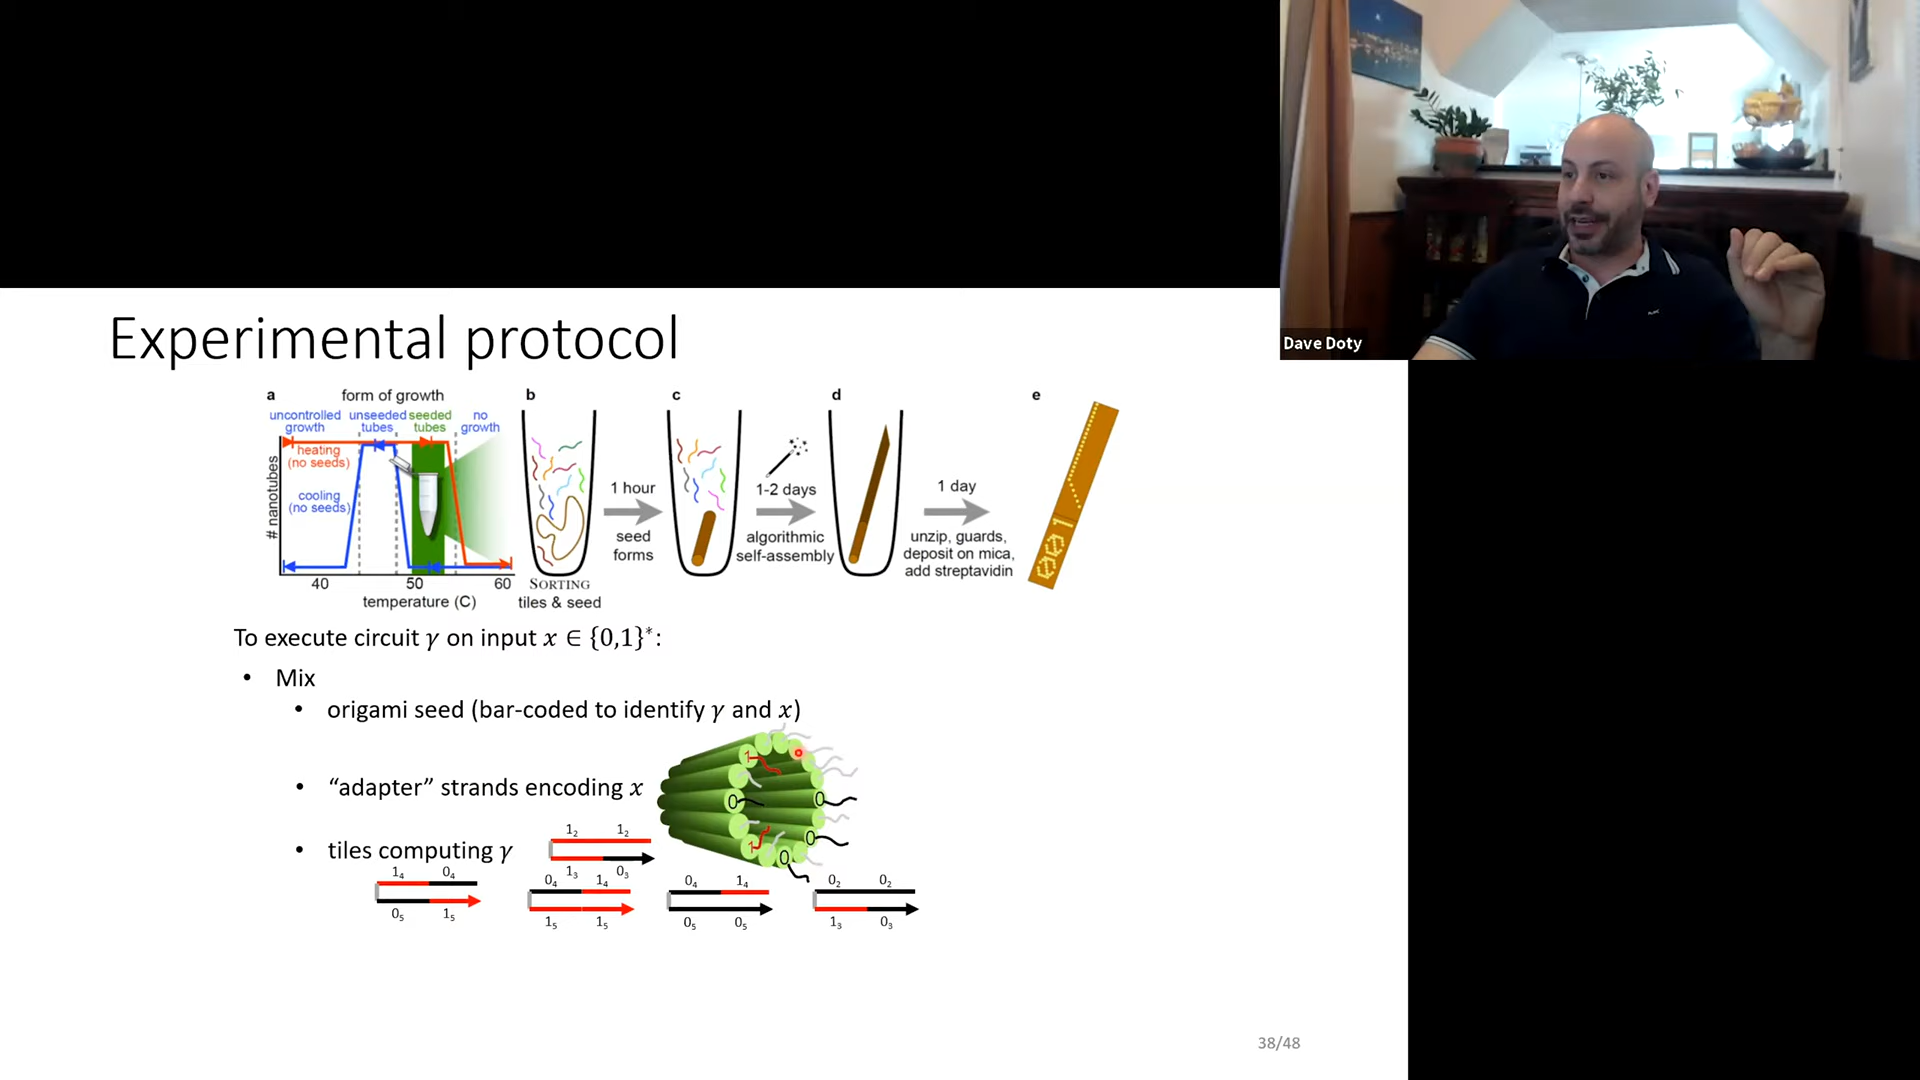 Dave Doty
Experimental protocol
a
form of growth
uncontrolled growth
unseeded tubes
seeded tubes
no growth
heating (no seeds)
cooling (no seeds)
# nanotubes
40 50 60
temperature (C)
b
SORTING
tiles & seed
1 hour
seed forms
c
1-2 days
algorithmic self-assembly
d
1 day
unzip, guards,
deposit on mica,
add streptavidin
e
To execute circuit γ on input x ∈ {0,1}*:
• Mix
• origami seed (bar-coded to identify γ and x)
• “adapter” strands encoding x
1
0
0
0
1
0
• tiles computing γ
1₂ 1₂
1₃ 0₃
1₄ 0₄
0₅ 1₅
0₄ 1₄
1₅ 1₅
0₄ 1₄
0₅ 0₅
0₂ 0₂
1₃ 0₃
38/48